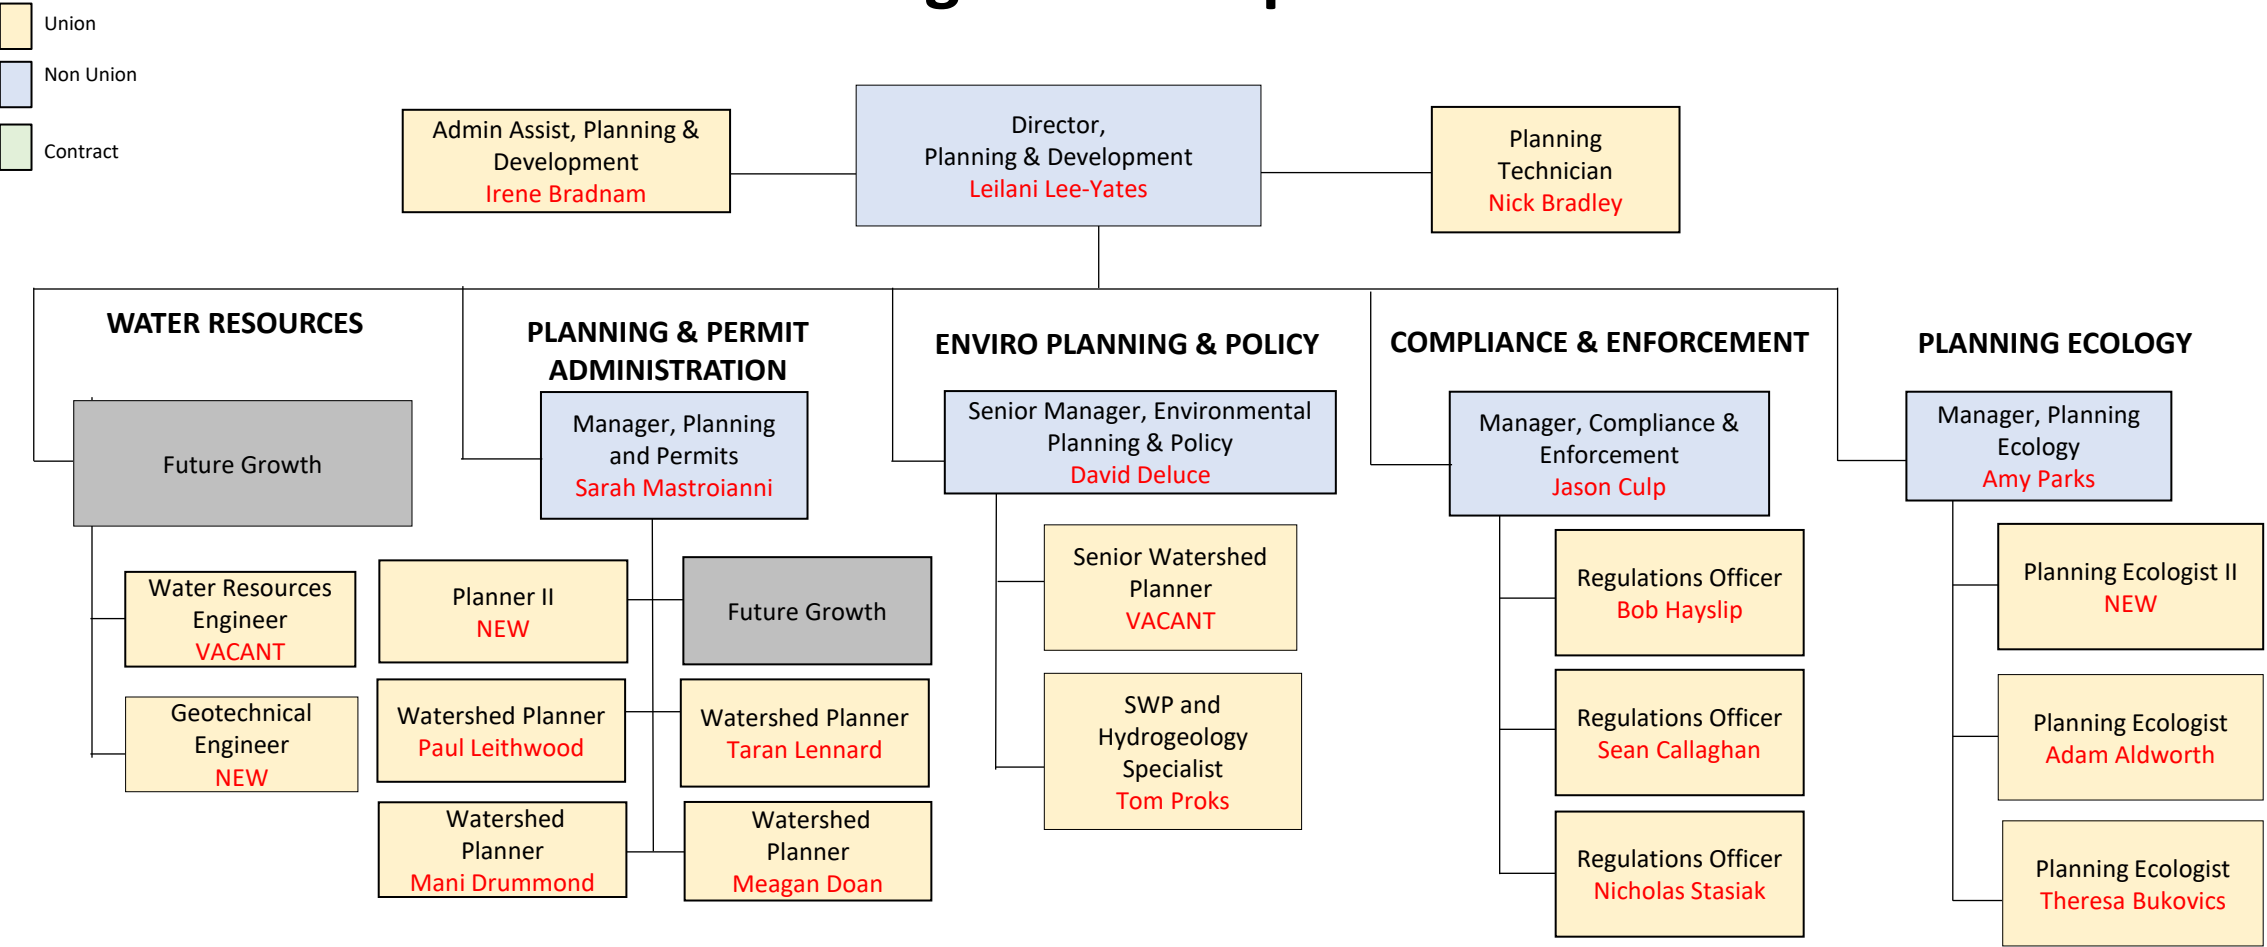 Union
Non Union
Contract
Admin Assist, Planning &
Development
Irene Bradnam
Director,
Planning & Development
Leilani Lee-Yates
Planning
Technician
Nick Bradley
WATER RESOURCES
Future Growth
Water Resources
Engineer
VACANT
Geotechnical
Engineer
NEW
PLANNING & PERMIT
ADMINISTRATION
Manager, Planning
and Permits
Sarah Mastroianni
Planner II
NEW
Future Growth
Watershed Planner
Paul Leithwood
Watershed Planner
Taran Lennard
Watershed
Planner
Mani Drummond
Watershed
Planner
Meagan Doan
ENVIRO PLANNING & POLICY
Senior Manager, Environmental
Planning & Policy
David Deluce
Senior Watershed
Planner
VACANT
SWP and
Hydrogeology
Specialist
Tom Proks
COMPLIANCE & ENFORCEMENT
Manager, Compliance &
Enforcement
Jason Culp
Regulations Officer
Bob Hayslip
Regulations Officer
Sean Callaghan
Regulations Officer
Nicholas Stasiak
PLANNING ECOLOGY
Manager, Planning
Ecology
Amy Parks
Planning Ecologist II
NEW
Planning Ecologist
Adam Aldworth
Planning Ecologist
Theresa Bukovics